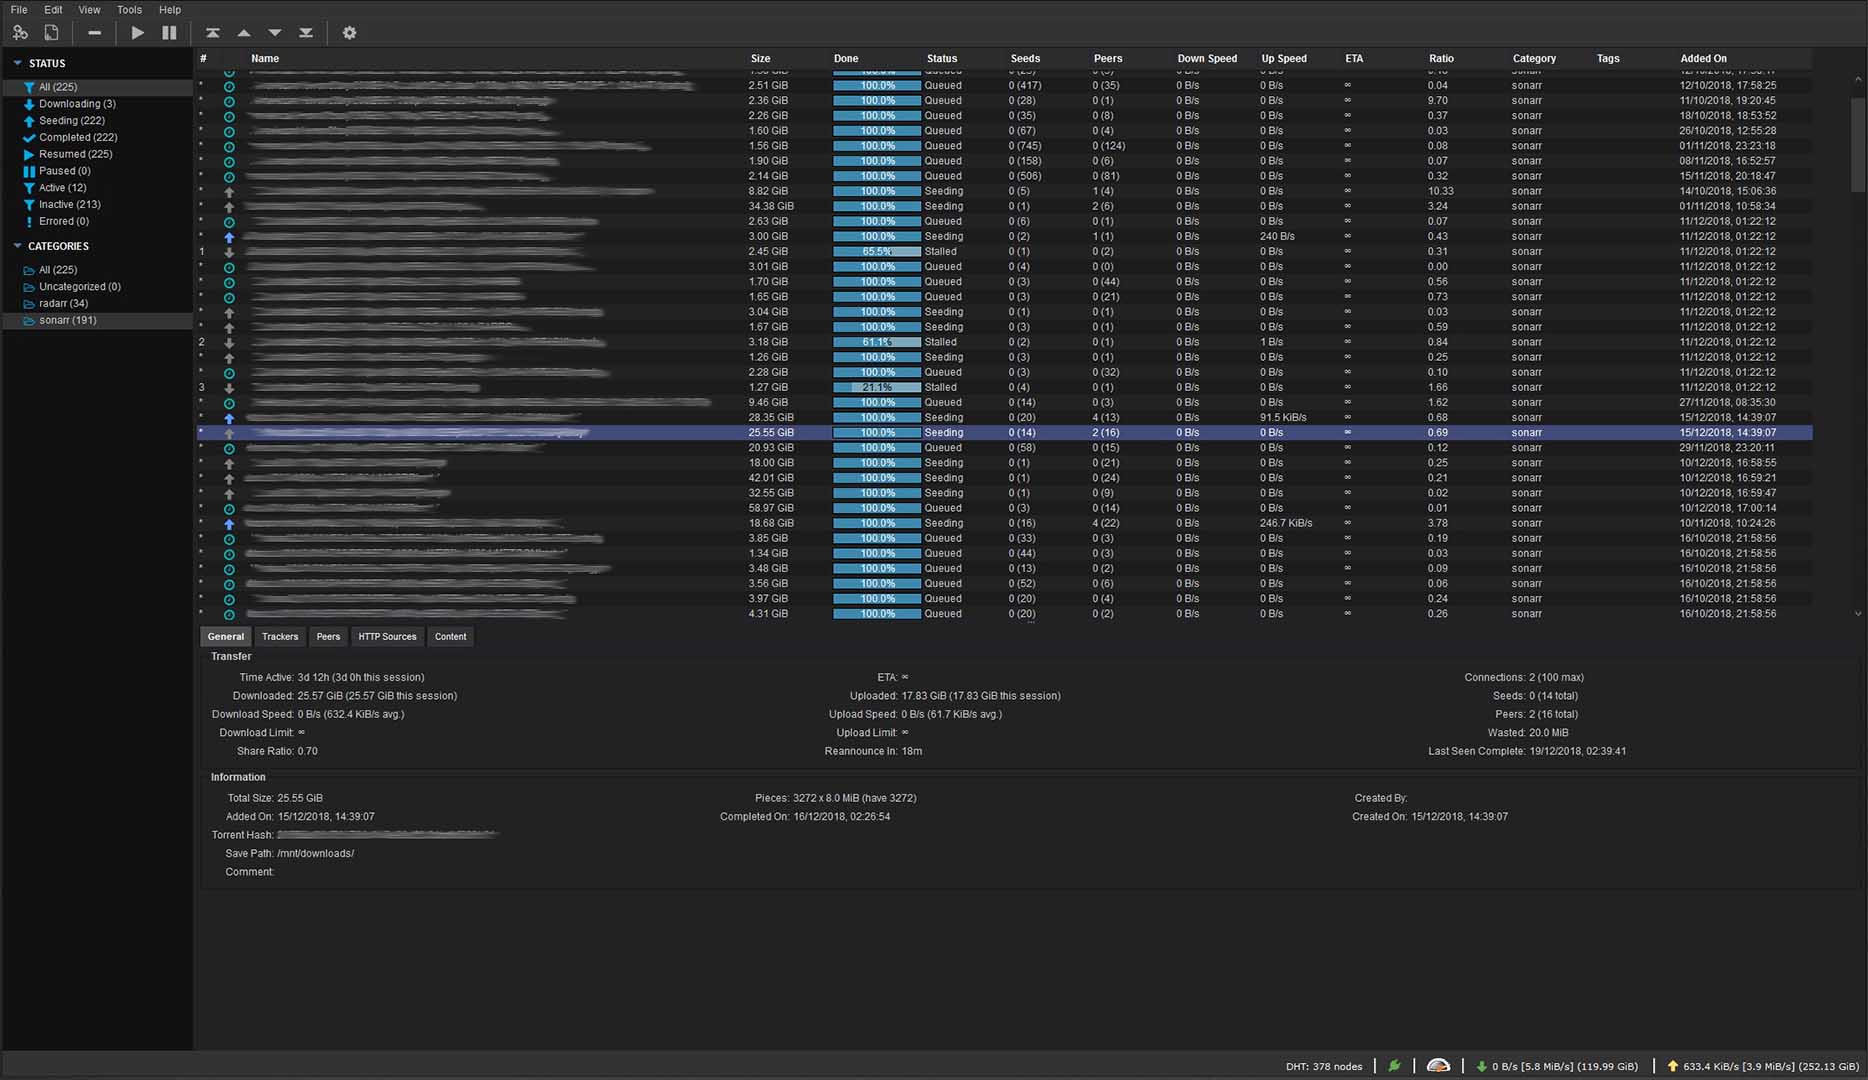 File Edit View Tools Help
STATUS
All (225)
Downloading (3)
Seeding (222)
Completed (222)
Resumed (225)
Paused (0)
Active (12)
Inactive (213)
Errored (0)
CATEGORIES
All (225)
Uncategorized (0)
radarr (34)
sonarr (191)
# Name Size Done Status Seeds Peers Down Speed Up Speed ETA Ratio Category Tags Added On
* 2.51 GiB 100.0% Queued 0 (417) 0 (35) 0 B/s 0 B/s ∞ 0.04 sonarr 12/10/2018, 17:58:25
* 2.36 GiB 100.0% Queued 0 (28) 0 (1) 0 B/s 0 B/s ∞ 9.70 sonarr 11/10/2018, 19:20:45
* 2.26 GiB 100.0% Queued 0 (35) 0 (8) 0 B/s 0 B/s ∞ 0.37 sonarr 18/10/2018, 18:53:52
* 1.60 GiB 100.0% Queued 0 (67) 0 (4) 0 B/s 0 B/s ∞ 0.03 sonarr 26/10/2018, 12:55:28
* 1.56 GiB 100.0% Queued 0 (745) 0 (124) 0 B/s 0 B/s ∞ 0.08 sonarr 01/11/2018, 23:23:18
* 1.90 GiB 100.0% Queued 0 (158) 0 (6) 0 B/s 0 B/s ∞ 0.07 sonarr 08/11/2018, 16:52:57
* 2.14 GiB 100.0% Queued 0 (506) 0 (81) 0 B/s 0 B/s ∞ 0.32 sonarr 15/11/2018, 20:18:47
* 8.82 GiB 100.0% Seeding 0 (5) 1 (4) 0 B/s 0 B/s ∞ 10.33 sonarr 14/10/2018, 15:06:36
* 34.38 GiB 100.0% Seeding 0 (1) 2 (6) 0 B/s 0 B/s ∞ 3.24 sonarr 01/11/2018, 10:58:34
* 2.63 GiB 100.0% Queued 0 (6) 0 (1) 0 B/s 0 B/s ∞ 0.07 sonarr 11/12/2018, 01:22:12
* 3.00 GiB 100.0% Seeding 0 (2) 1 (1) 0 B/s 240 B/s ∞ 0.43 sonarr 11/12/2018, 01:22:12
1 2.45 GiB 65.5% Stalled 0 (1) 0 (2) 0 B/s 0 B/s ∞ 0.31 sonarr 11/12/2018, 01:22:12
* 3.01 GiB 100.0% Queued 0 (4) 0 (0) 0 B/s 0 B/s ∞ 0.00 sonarr 11/12/2018, 01:22:12
* 1.70 GiB 100.0% Queued 0 (3) 0 (44) 0 B/s 0 B/s ∞ 0.56 sonarr 11/12/2018, 01:22:12
* 1.65 GiB 100.0% Queued 0 (3) 0 (21) 0 B/s 0 B/s ∞ 0.73 sonarr 11/12/2018, 01:22:12
* 3.04 GiB 100.0% Seeding 0 (1) 0 (1) 0 B/s 0 B/s ∞ 0.03 sonarr 11/12/2018, 01:22:12
* 1.67 GiB 100.0% Seeding 0 (3) 0 (1) 0 B/s 0 B/s ∞ 0.59 sonarr 11/12/2018, 01:22:12
2 3.18 GiB 61.1% Stalled 0 (2) 0 (1) 0 B/s 1 B/s ∞ 0.84 sonarr 11/12/2018, 01:22:12
* 1.26 GiB 100.0% Seeding 0 (3) 0 (1) 0 B/s 0 B/s ∞ 0.25 sonarr 11/12/2018, 01:22:12
* 2.28 GiB 100.0% Queued 0 (3) 0 (32) 0 B/s 0 B/s ∞ 0.10 sonarr 11/12/2018, 01:22:12
3 1.27 GiB 21.1% Stalled 0 (4) 0 (1) 0 B/s 0 B/s ∞ 1.66 sonarr 11/12/2018, 01:22:12
* 9.46 GiB 100.0% Queued 0 (14) 0 (3) 0 B/s 0 B/s ∞ 1.62 sonarr 27/11/2018, 08:35:30
* 28.35 GiB 100.0% Seeding 0 (20) 4 (13) 0 B/s 91.5 KiB/s ∞ 0.68 sonarr 15/12/2018, 14:39:07
* 25.55 GiB 100.0% Seeding 0 (14) 2 (16) 0 B/s 0 B/s ∞ 0.69 sonarr 15/12/2018, 14:39:07
* 20.93 GiB 100.0% Queued 0 (58) 0 (15) 0 B/s 0 B/s ∞ 0.12 sonarr 29/11/2018, 23:20:11
* 18.00 GiB 100.0% Seeding 0 (1) 0 (21) 0 B/s 0 B/s ∞ 0.25 sonarr 10/12/2018, 16:58:55
* 42.01 GiB 100.0% Seeding 0 (1) 0 (24) 0 B/s 0 B/s ∞ 0.21 sonarr 10/12/2018, 16:59:21
* 32.55 GiB 100.0% Seeding 0 (1) 0 (9) 0 B/s 0 B/s ∞ 0.02 sonarr 10/12/2018, 16:59:47
* 58.97 GiB 100.0% Queued 0 (3) 0 (14) 0 B/s 0 B/s ∞ 0.01 sonarr 10/12/2018, 17:00:14
* 18.68 GiB 100.0% Seeding 0 (16) 4 (22) 0 B/s 246.7 KiB/s ∞ 3.78 sonarr 10/11/2018, 10:24:26
* 3.85 GiB 100.0% Queued 0 (33) 0 (3) 0 B/s 0 B/s ∞ 0.19 sonarr 16/10/2018, 21:58:56
* 1.34 GiB 100.0% Queued 0 (44) 0 (3) 0 B/s 0 B/s ∞ 0.03 sonarr 16/10/2018, 21:58:56
* 3.48 GiB 100.0% Queued 0 (13) 0 (2) 0 B/s 0 B/s ∞ 0.09 sonarr 16/10/2018, 21:58:56
* 3.56 GiB 100.0% Queued 0 (52) 0 (6) 0 B/s 0 B/s ∞ 0.06 sonarr 16/10/2018, 21:58:56
* 3.97 GiB 100.0% Queued 0 (20) 0 (4) 0 B/s 0 B/s ∞ 0.24 sonarr 16/10/2018, 21:58:56
* 4.31 GiB 100.0% Queued 0 (20) 0 (2) 0 B/s 0 B/s ∞ 0.26 sonarr 16/10/2018, 21:58:56
General Trackers Peers HTTP Sources Content
Transfer
Time Active: 3d 12h (3d 0h this session) ETA: ∞ Connections: 2 (100 max)
Downloaded: 25.57 GiB (25.57 GiB this session) Uploaded: 17.83 GiB (17.83 GiB this session) Seeds: 0 (14 total)
Download Speed: 0 B/s (632.4 KiB/s avg.) Upload Speed: 0 B/s (61.7 KiB/s avg.) Peers: 2 (16 total)
Download Limit: ∞ Upload Limit: ∞ Wasted: 20.0 MiB
Share Ratio: 0.70 Reannounce In: 18m Last Seen Complete: 19/12/2018, 02:39:41
Information
Total Size: 25.55 GiB Pieces: 3272 x 8.0 MiB (have 3272) Created By:
Added On: 15/12/2018, 14:39:07 Completed On: 16/12/2018, 02:26:54 Created On: 15/12/2018, 14:39:07
Torrent Hash:
Save Path: /mnt/downloads/
Comment:
DHT: 378 nodes 0 B/s [5.8 MiB/s] (119.99 GiB) 633.4 KiB/s [3.9 MiB/s] (252.13 GiB)